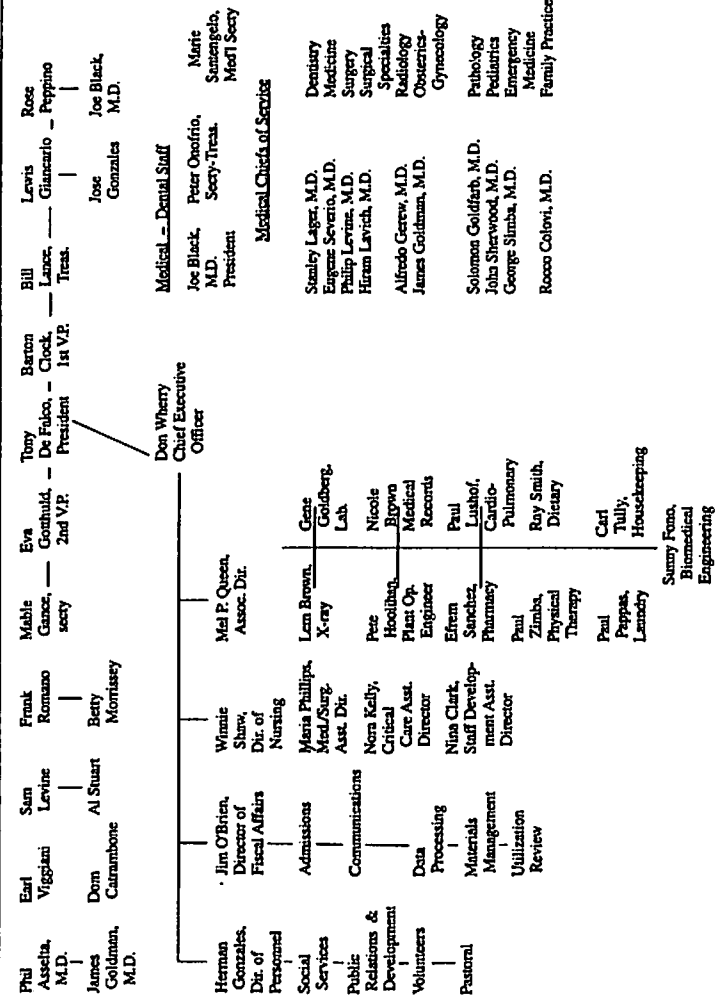 Phil
Asselta,
M.D.
James
Goldman,
M.D.
Earl
Viggiani
Dom
Catrambone
Sam
Levine
Al Stuart
Frank
Romano
Betty
Morrissey
Mable
Gance,
secty
Eva
Gotthuld,
2nd V.P.
Tony
De Falco,
President
Barton
Clock,
1st V.P.
Bill
Lance,
Treas.
Lewis
Giancarlo
Jose
Gonzales
Rose
Peppino
Joe Black,
M.D.
Don Wherry
Chief Executive
Officer
Medical – Dental Staff
Joe Black,
M.D.
President
Peter Onofrio,
Secty-Treas.
Marie
Santengelo,
Med'l Secty
Medical Chiefs of Service
Stanley Lager, M.D. Dentistry
Eugene Severio, M.D. Medicine
Philip Levine, M.D. Surgery
Hiram Lavich, M.D. Surgical
Specialties
Alfredo Gerew, M.D. Radiology
James Goldman, M.D. Obsterics-
Gynecology
Solomon Goldfarb, M.D. Pathology
John Sherwood, M.D. Pediatrics
George Simba, M.D. Emergency
Medicine
Rocco Colovi, M.D. Family Practice
Herman
Gonzales,
Dir. of
Personnel
Social
Services
Public
Relations &
Development
Volunteers
Pastoral
Jim O'Brien,
Director of
Fiscal Affairs
Admissions
Communications
Data
Processing
Materials
Management
Utilization
Review
Winnie
Shaw,
Dir. of
Nursing
Maria Phillips,
Med./Surg.
Asst. Dir.
Nora Kelly,
Critical
Care Asst.
Director
Nina Clark,
Staff Develop-
ment Asst.
Director
Mel P. Queen,
Assoc. Dir.
Lem Brown,
X-ray
Gene
Goldberg,
Lab.
Pete
Hoolihan,
Plant Op.
Engineer
Nicole
Brown
Medical
Records
Efrem
Sanchez,
Pharmacy
Paul
Lushof,
Cardio-
Pulmonary
Paul
Zimba,
Physical
Therapy
Ray Smith,
Dietary
Paul
Pappas,
Laundry
Carl
Tully,
Housekeeping
Sunny Fono,
Biomedical
Engineering